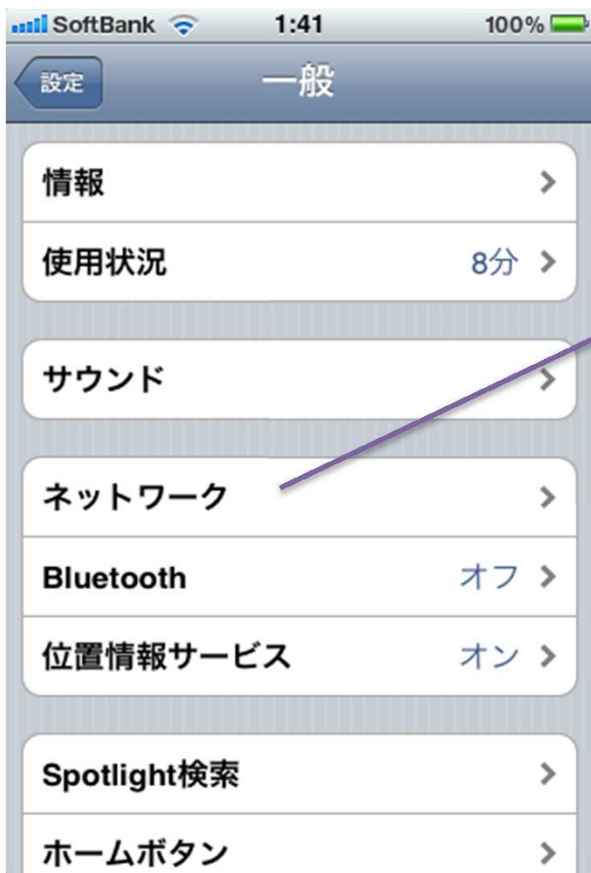 SoftBank 1:41 100%
設定 一般
情報
使用状況 8分
サウンド
ネットワーク
Bluetooth オフ
位置情報サービス オン
Spotlight検索
ホームボタン